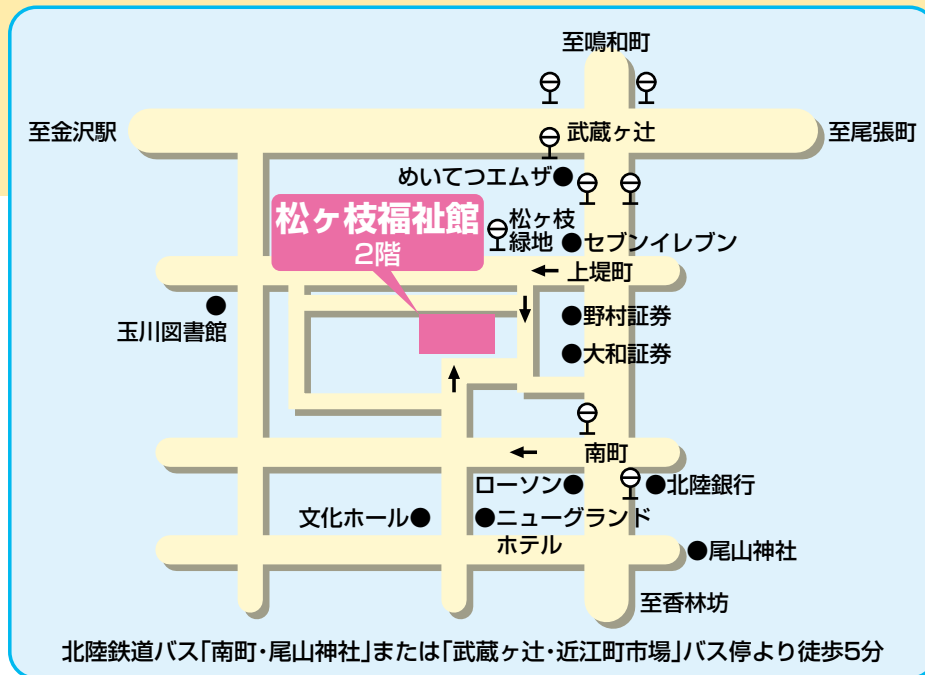 至鳴和町
至金沢駅
武蔵ヶ辻
至尾張町
めいてつエムザ●
松ヶ枝福祉館
2階
松ヶ枝
緑地
●セブンイレブン
← 上堤町
玉川図書館
●野村証券
●大和証券
← 南町
ローソン●
●北陸銀行
文化ホール●
●ニューグランド
ホテル
●尾山神社
至香林坊
北陸鉄道バス「南町・尾山神社」または「武蔵ヶ辻・近江町市場」バス停より徒歩5分